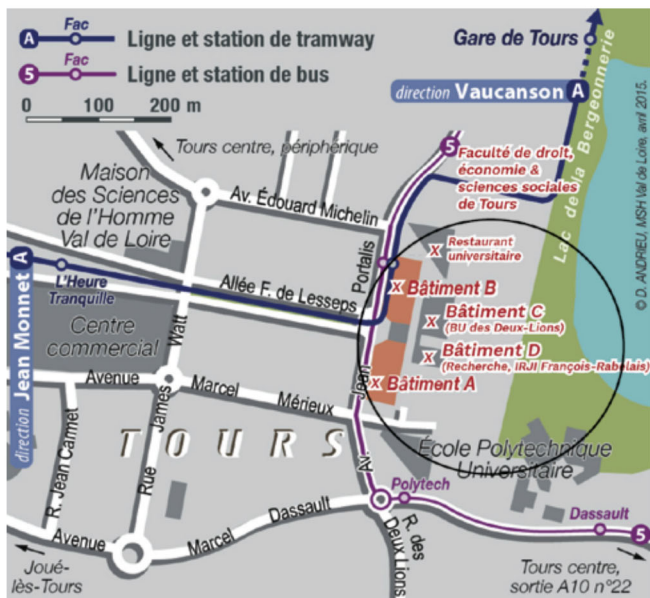 Fac
A Ligne et station de tramway
Fac
5 Ligne et station de bus
0 100 200 m
Gare de Tours
direction Vaucanson A
© D. ANDRIEU, MSH Val de Loire, avril 2015.
Lac de la Bergeonnerie
Tours centre, périphérique
5
Faculté de droit,
économie &
sciences sociales
de Tours
Maison
des Sciences
de l'Homme
Val de Loire
Av. Édouard Michelin
X Restaurant
universitaire
A
direction Jean Monnet
L'Heure
Tranquille
Allée F. de Lesseps
Av. Jean Portalis
X Bâtiment B
X Bâtiment C
(BU des Deux-Lions)
X Bâtiment D
(Recherche, IRJI François-Rabelais)
X Bâtiment A
Centre
commercial
Rue James Watt
Avenue Marcel Mérieux
R. Jean Carmet
TOURS
École Polytechnique
Universitaire
Polytech
Dassault
5
Avenue Marcel Dassault
R. des
Deux Lions
Joué-
lès-Tours
Tours centre,
sortie A10 n°22